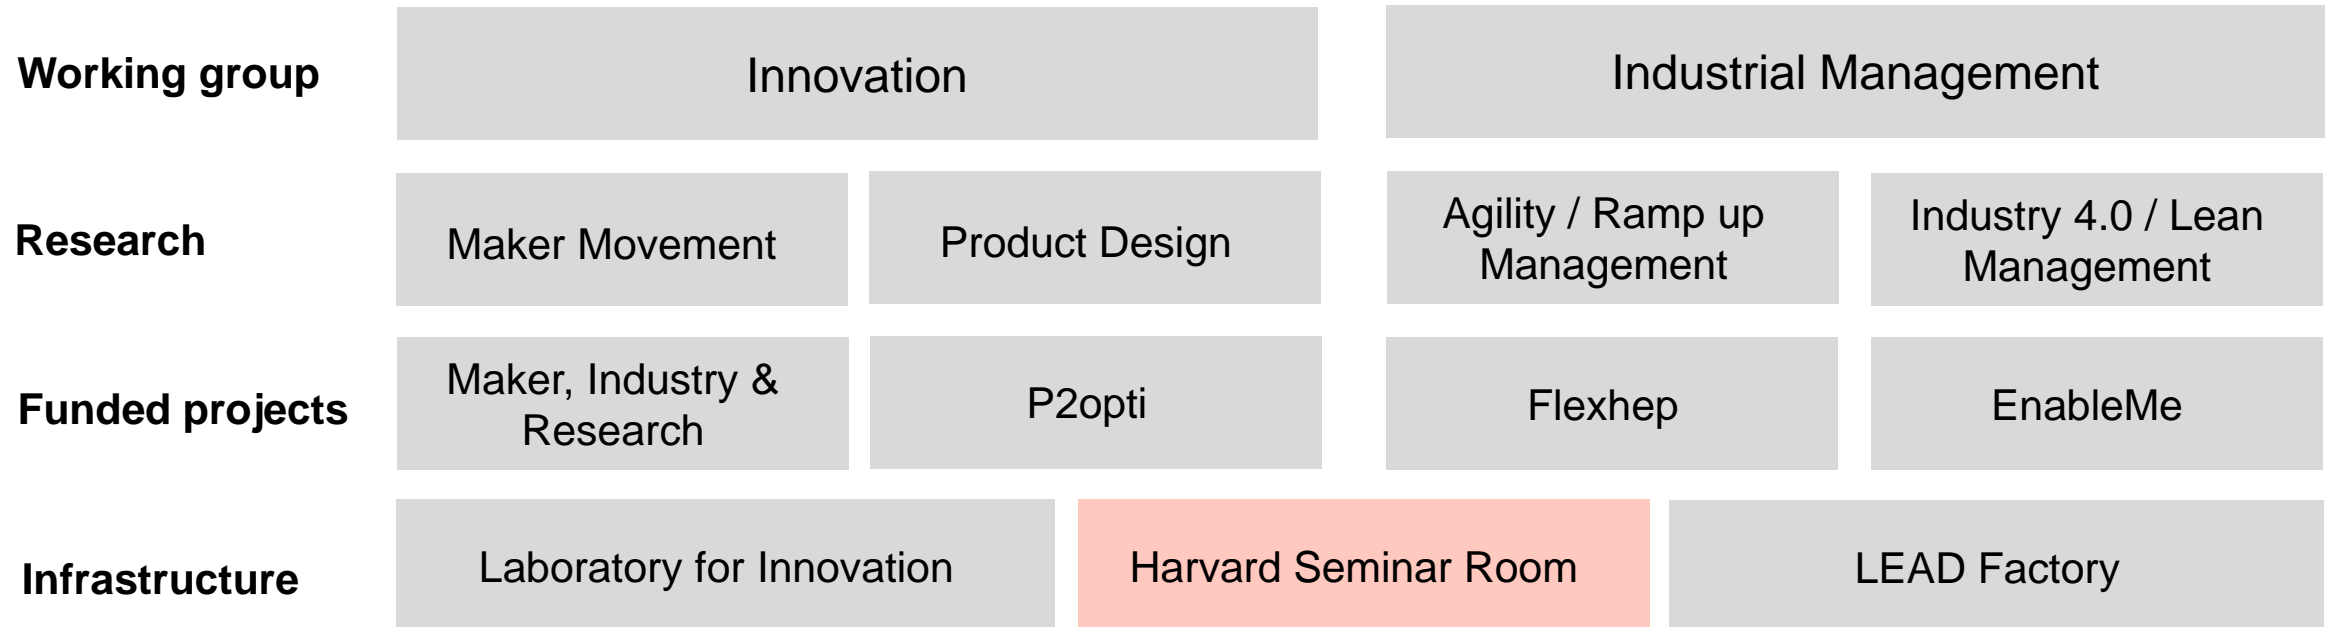 Working group
Innovation
Industrial Management
Research
Maker Movement
Product Design
Agility / Ramp up
Management
Industry 4.0 / Lean
Management
Funded projects
Maker, Industry &
Research
P2opti
Flexhep
EnableMe
Infrastructure
Laboratory for Innovation
Harvard Seminar Room
LEAD Factory